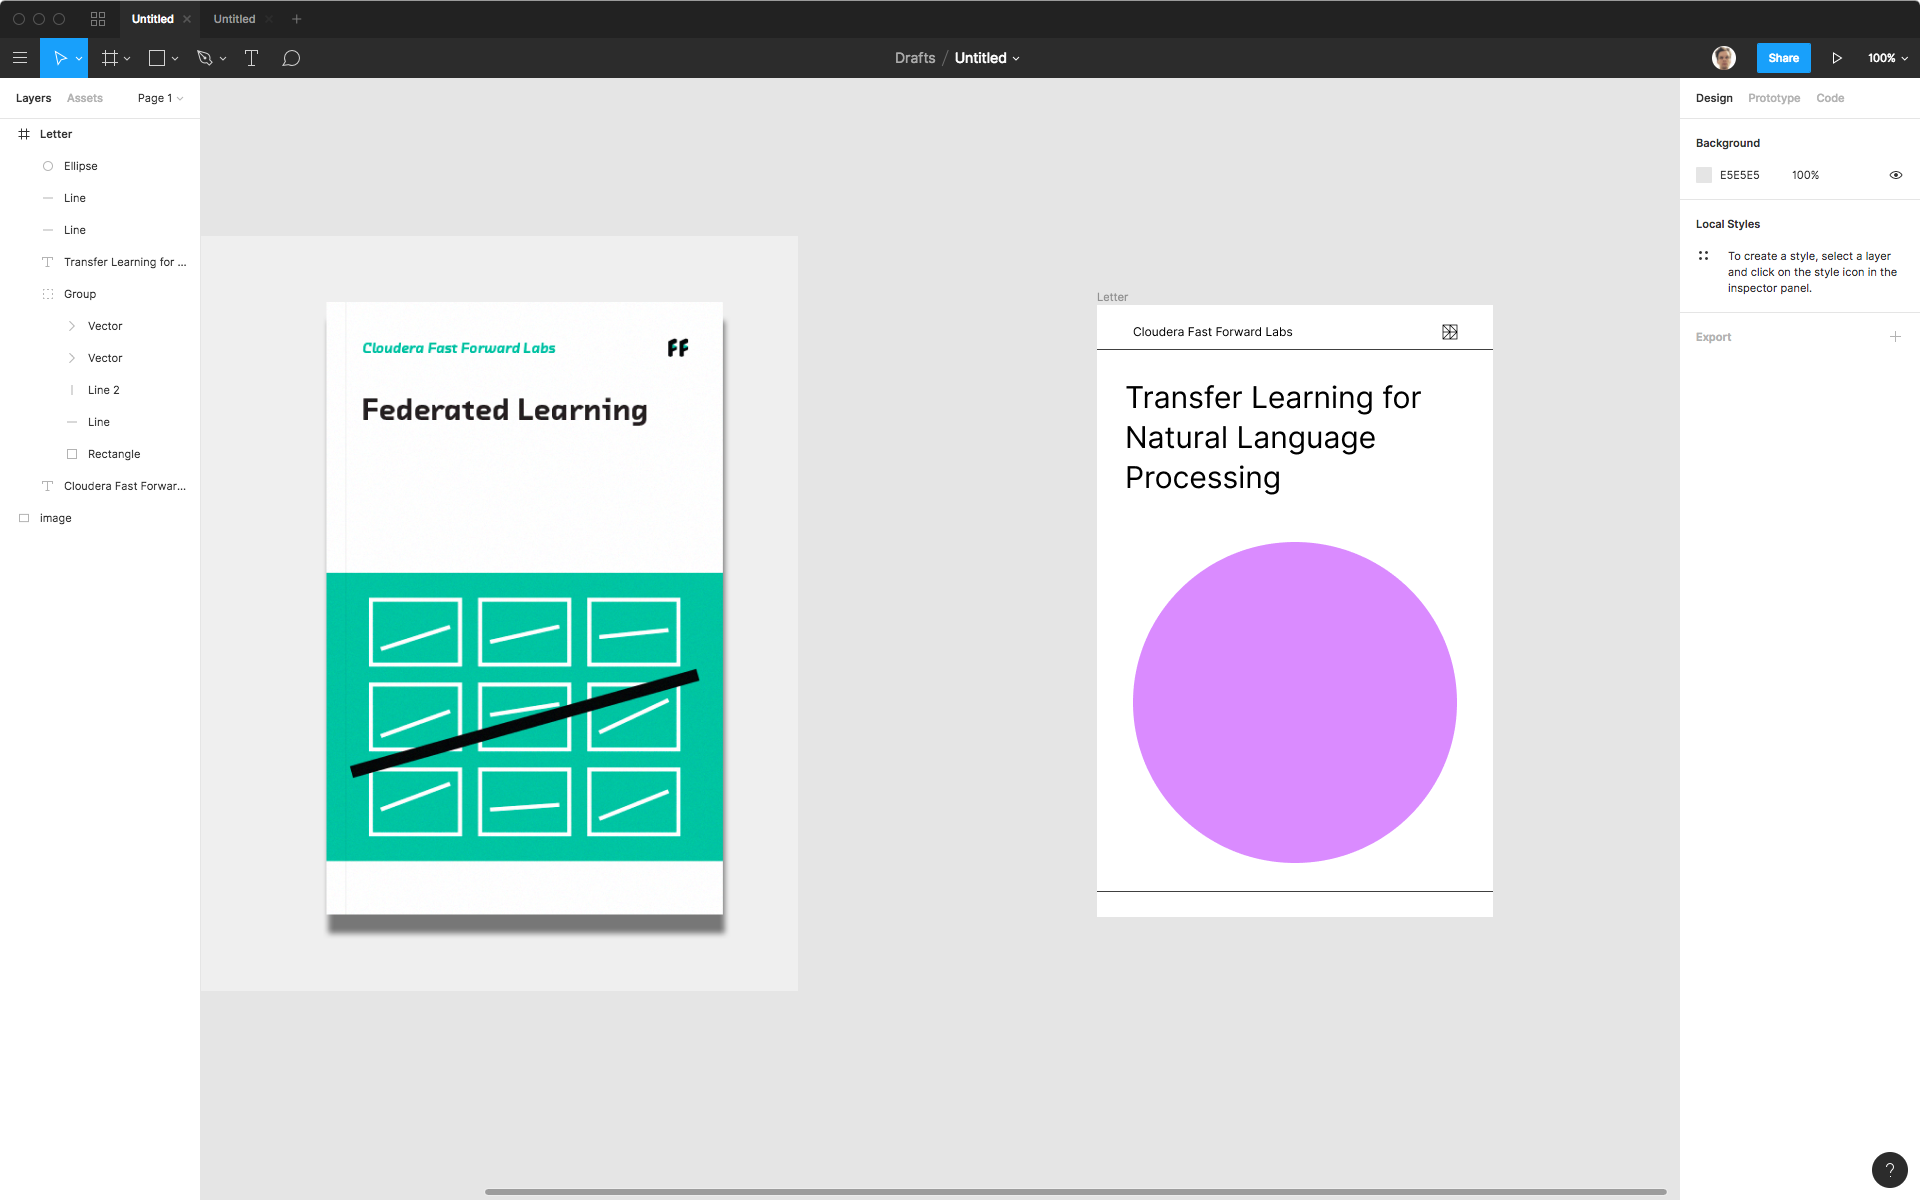 Untitled
Untitled
Drafts / Untitled
Share
100%
Layers
Assets
Page 1
Letter
Ellipse
Line
Line
Transfer Learning for ...
Group
Vector
Vector
Line 2
Line
Rectangle
Cloudera Fast Forwar...
image
Cloudera Fast Forward Labs
FF
Federated Learning
Letter
Cloudera Fast Forward Labs
Transfer Learning for
Natural Language
Processing
Design
Prototype
Code
Background
E5E5E5
100%
Local Styles
To create a style, select a layer
and click on the style icon in the
inspector panel.
Export
?